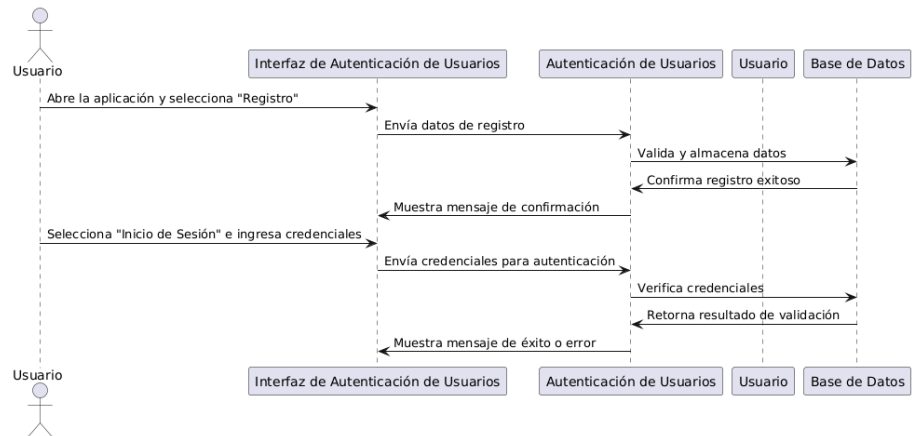 Usuario
Interfaz de Autenticación de Usuarios
Autenticación de Usuarios
Usuario
Base de Datos
Abre la aplicación y selecciona "Registro"
Envía datos de registro
Valida y almacena datos
Confirma registro exitoso
Muestra mensaje de confirmación
Selecciona "Inicio de Sesión" e ingresa credenciales
Envía credenciales para autenticación
Verifica credenciales
Retorna resultado de validación
Muestra mensaje de éxito o error
Usuario
Interfaz de Autenticación de Usuarios
Autenticación de Usuarios
Usuario
Base de Datos